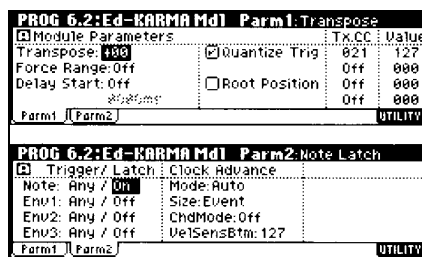 PROG 6.2:Ed-KARMA Mdl Parm1:Transpose
A Module Parameters Tx.CC Value
Transpose: +00 Quantize Trig 021 127
Force Range: Off Off 000
Delay Start: Off Root Position Off 000
0000ms Off 000
Parm1 Parm2 UTILITY
PROG 6.2:Ed-KARMA Mdl Parm2:Note Latch
A Trigger/ Latch Clock Advance
Note: Any / On Mode: Auto
Env1: Any / Off Size: Event
Env2: Any / Off ChdMode: Off
Env3: Any / Off VelSensBtm: 127
Parm1 Parm2 UTILITY